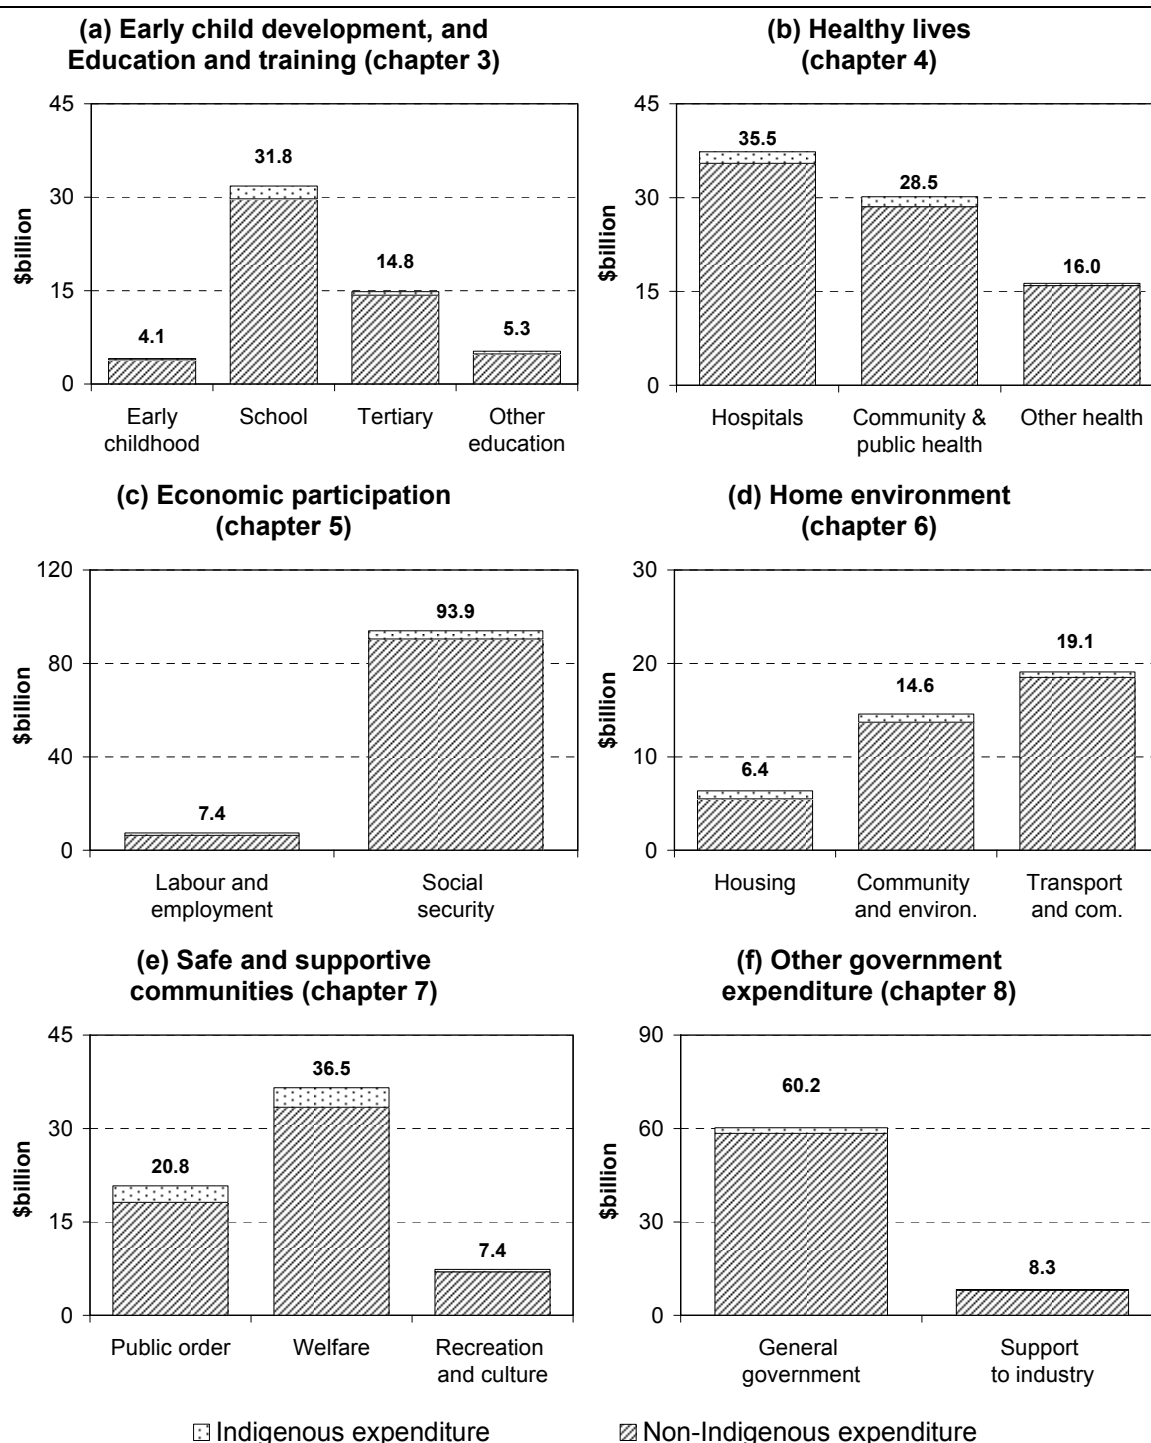 (a) Early child development, and
Education and training (chapter 3)
45
30
15
0
$billion
4.1
31.8
14.8
5.3
Early
childhood
School
Tertiary
Other
education
(b) Healthy lives
(chapter 4)
45
30
15
0
$billion
35.5
28.5
16.0
Hospitals
Community &
public health
Other health
(c) Economic participation
(chapter 5)
120
80
40
0
$billion
7.4
93.9
Labour and
employment
Social
security
(d) Home environment
(chapter 6)
30
20
10
0
$billion
6.4
14.6
19.1
Housing
Community
and environ.
Transport
and com.
(e) Safe and supportive
communities (chapter 7)
45
30
15
0
$billion
20.8
36.5
7.4
Public order
Welfare
Recreation
and culture
(f) Other government
expenditure (chapter 8)
90
60
30
0
$billion
60.2
8.3
General
government
Support
to industry
Indigenous expenditure
Non-Indigenous expenditure